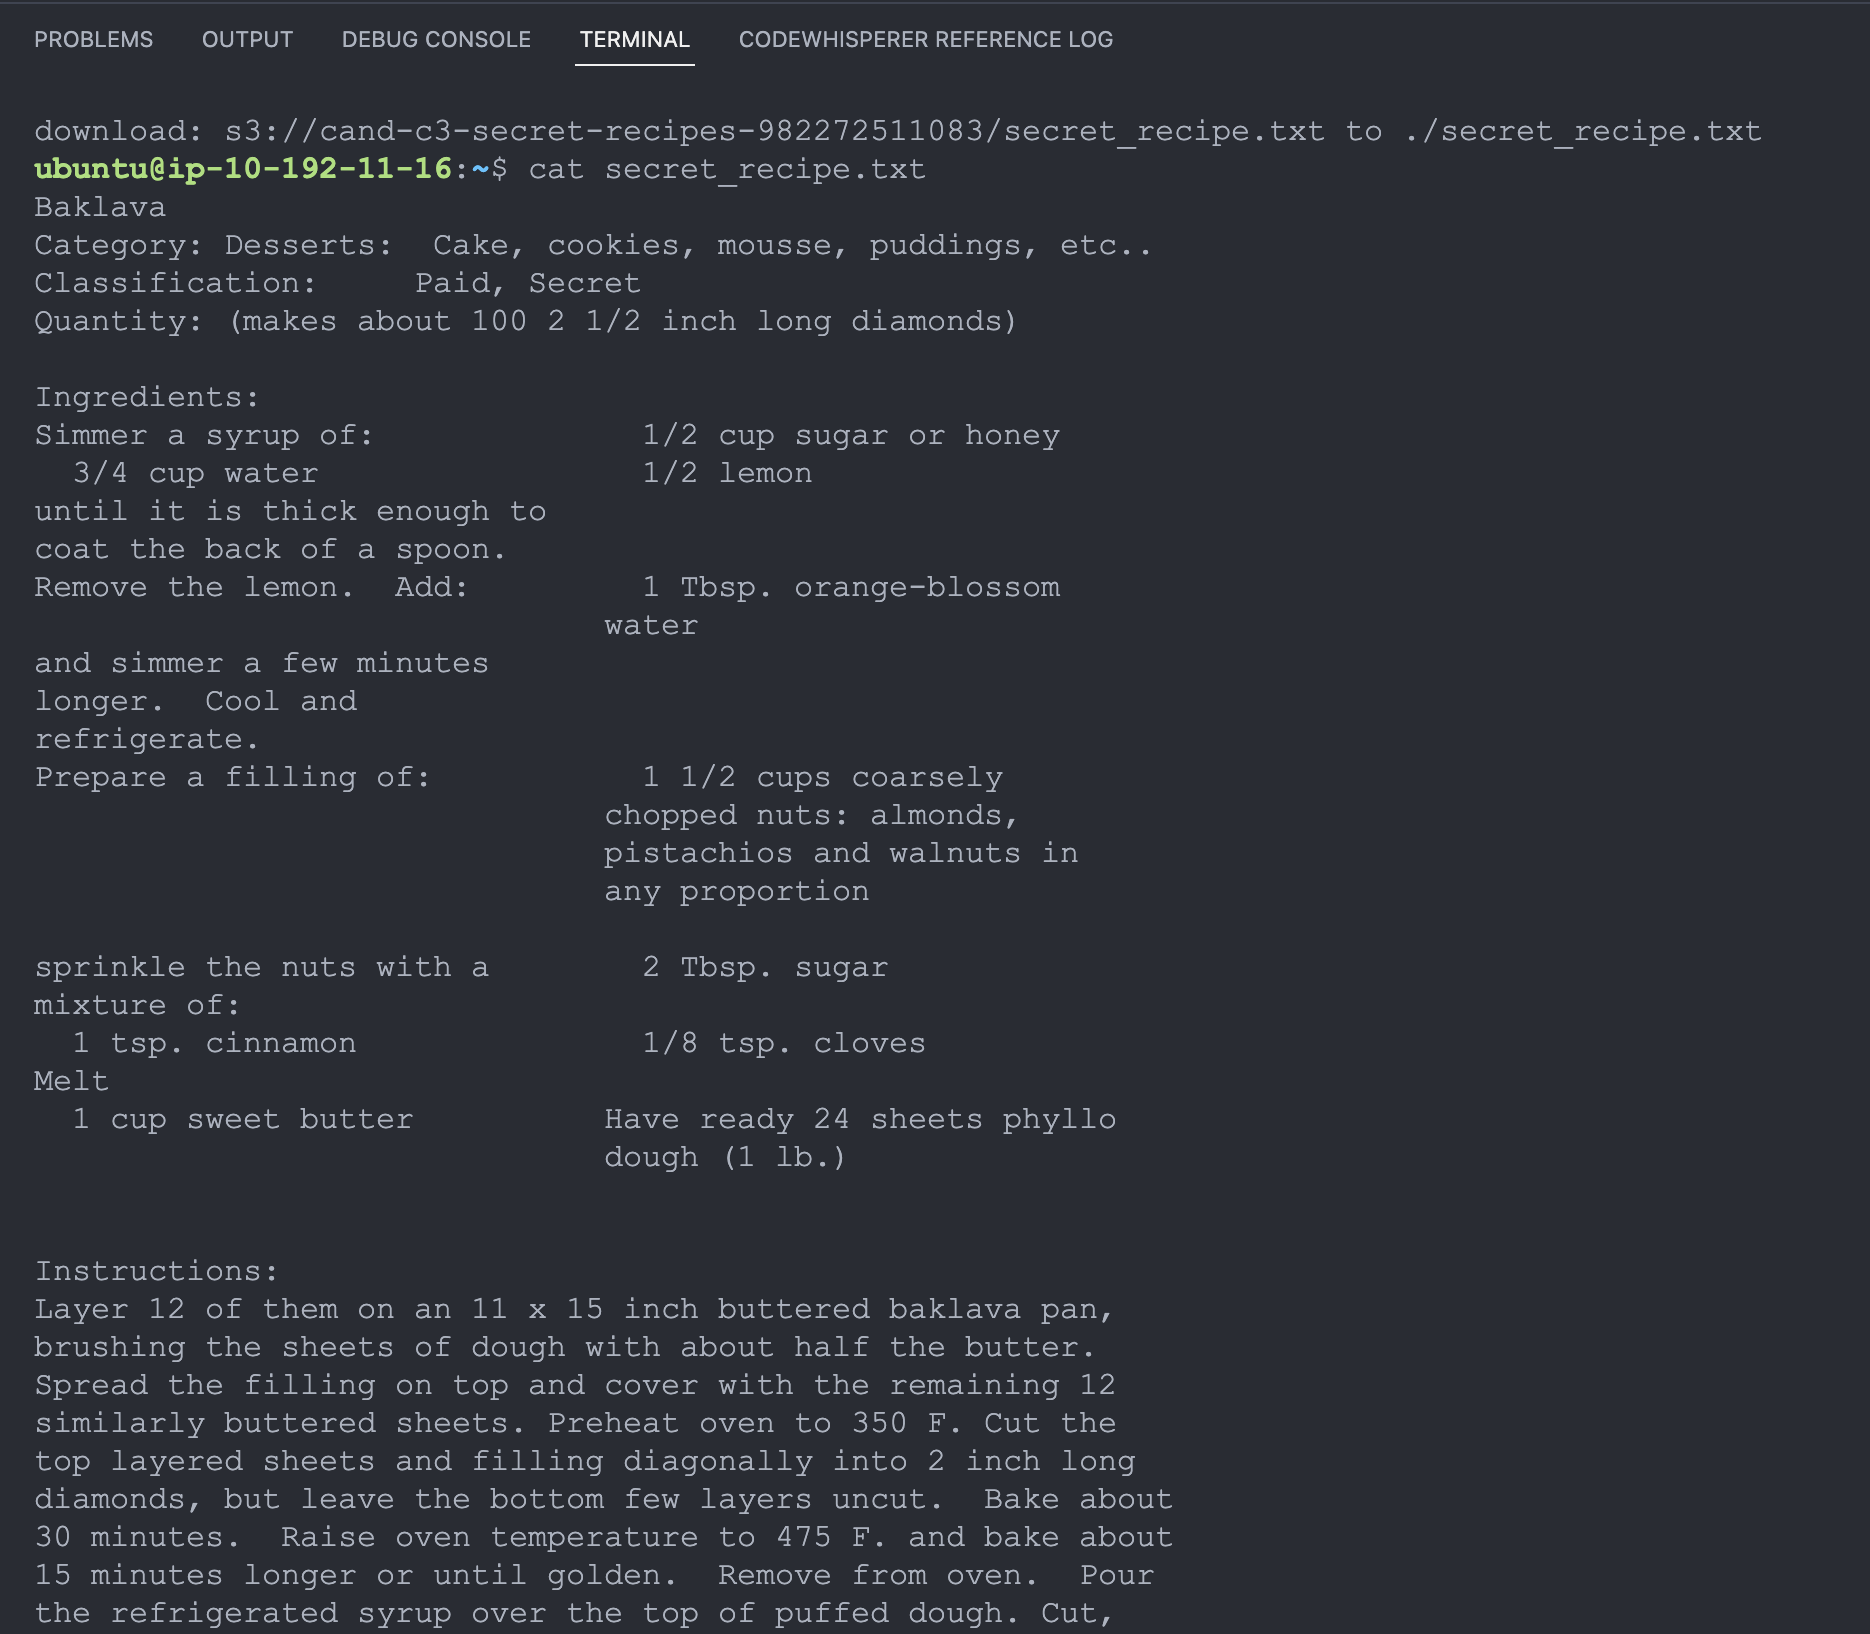 PROBLEMS OUTPUT DEBUG CONSOLE TERMINAL CODEWHISPERER REFERENCE LOG
download: s3://cand-c3-secret-recipes-982272511083/secret_recipe.txt to ./secret_recipe.txt
ubuntu@ip-10-192-11-16:~$ cat secret_recipe.txt
Baklava
Category: Desserts:  Cake, cookies, mousse, puddings, etc..
Classification:     Paid, Secret
Quantity: (makes about 100 2 1/2 inch long diamonds)

Ingredients:
Simmer a syrup of:              1/2 cup sugar or honey
  3/4 cup water                 1/2 lemon
until it is thick enough to
coat the back of a spoon.
Remove the lemon.  Add:         1 Tbsp. orange-blossom
                              water
and simmer a few minutes
longer.  Cool and
refrigerate.
Prepare a filling of:           1 1/2 cups coarsely
                              chopped nuts: almonds,
                              pistachios and walnuts in
                              any proportion

sprinkle the nuts with a        2 Tbsp. sugar
mixture of:
  1 tsp. cinnamon               1/8 tsp. cloves
Melt
  1 cup sweet butter          Have ready 24 sheets phyllo
                              dough (1 lb.)


Instructions:
Layer 12 of them on an 11 x 15 inch buttered baklava pan,
brushing the sheets of dough with about half the butter.
Spread the filling on top and cover with the remaining 12
similarly buttered sheets. Preheat oven to 350 F. Cut the
top layered sheets and filling diagonally into 2 inch long
diamonds, but leave the bottom few layers uncut.  Bake about
30 minutes.  Raise oven temperature to 475 F. and bake about
15 minutes longer or until golden.  Remove from oven.  Pour
the refrigerated syrup over the top of puffed dough. Cut,